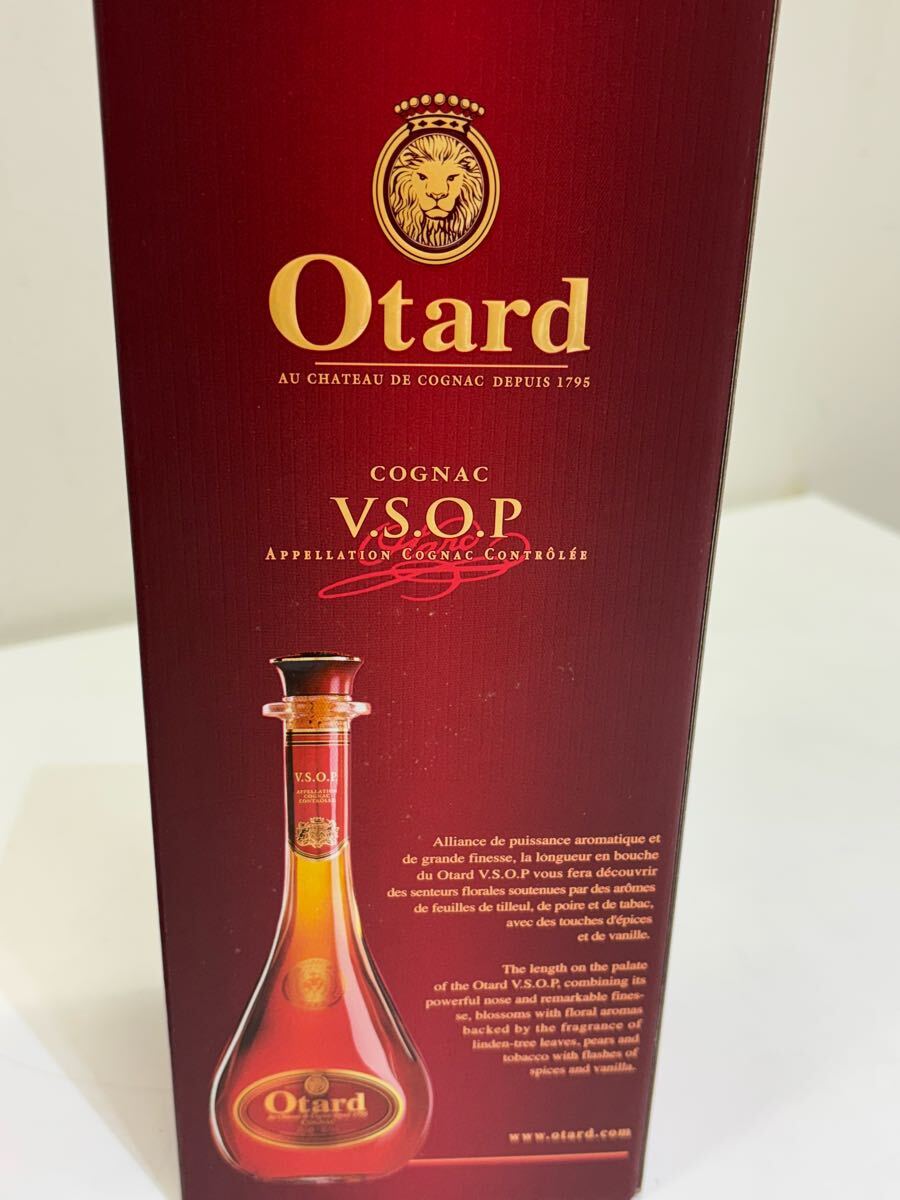 Otard
AU CHATEAU DE COGNAC DEPUIS 1795
COGNAC
V.S.O.P
Otard
APPELLATION COGNAC CONTRÔLÉE
V.S.O.P
APPELLATION
COGNAC
CONTRÔLÉE
Alliance de puissance aromatique et
de grande finesse, la longueur en bouche
du Otard V.S.O.P vous fera découvrir
des senteurs florales soutenues par des arômes
de feuilles de tilleul, de poire et de tabac,
avec des touches d'épices
et de vanille.
The length on the palate
of the Otard V.S.O.P, combining its
powerful nose and remarkable fines-
se, blossoms with floral aromas
backed by the fragrance of
linden-tree leaves, pears and
tobacco with flashes of
spices and vanilla.
Otard
COGNAC
www.otard.com